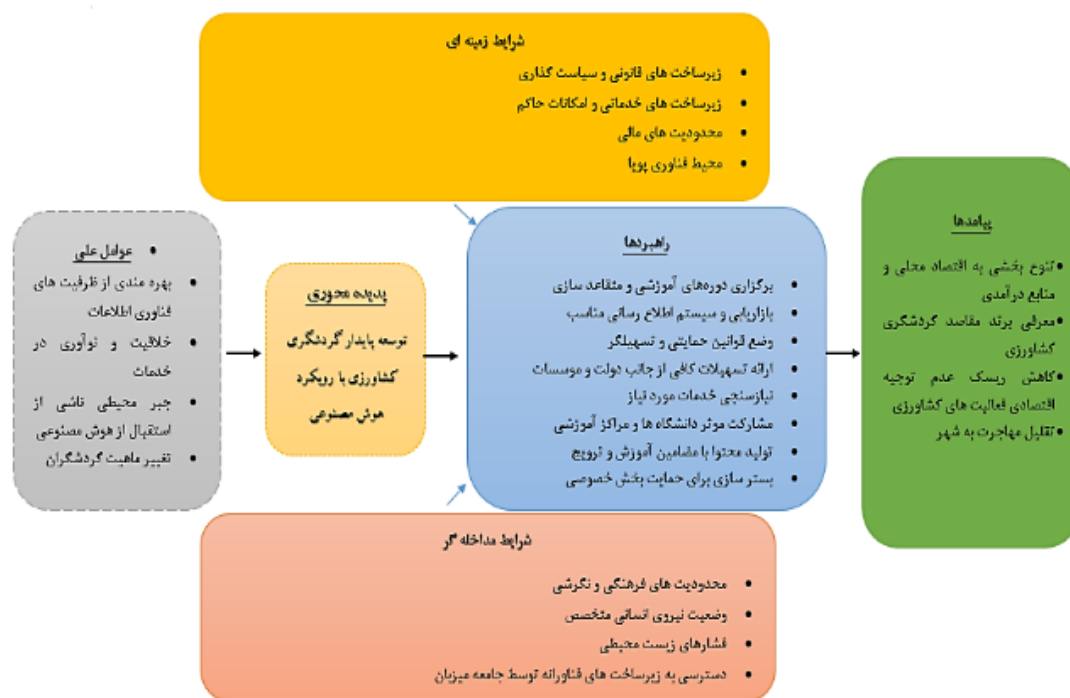 شرایط زمینه ای
• زیرساخت های قانونی و سیاست گذاری
• زیرساخت های خدماتی و امکانات حاکم
• محدودیت های مالی
• محیط فناوری پویا
• عوامل علی
• بهره مندی از ظرفیت های
فناوری اطلاعات
• خلاقیت و نوآوری در
خدمات
• جبر محیطی ناشی از
استقبال از هوش مصنوعی
• تغییر ماهیت گردشگران
پدیده محوری
توسعه پایدار گردشگری
کشاورزی با رویکرد
هوش مصنوعی
راهبردها
• برگزاری دوره‌های آموزشی و متقاعد سازی
• بازاریابی و سیستم اطلاع رسانی مناسب
• وضع قوانین حمایتی و تسهیلگر
• ارائه تسهیلات کافی از جانب دولت و موسسات
• نیازسنجی خدمات مورد نیاز
• مشارکت موثر دانشگاه ها و مراکز آموزشی
• تولید محتوا با مضامین آموزش و ترویج
• بستر سازی برای حمایت بخش خصوصی
پیامدها
•تنوع بخشی به اقتصاد محلی و
منابع درآمدی
•معرفی برند مقاصد گردشگری
کشاورزی
•کاهش ریسک عدم توجیه
اقتصادی فعالیت های کشاورزی
•تقلیل مهاجرت به شهر
شرایط مداخله گر
• محدودیت های فرهنگی و نگرشی
• وضعیت نیروی انسانی متخصص
• فشارهای زیست محیطی
• دسترسی به زیرساخت های فناورانه توسط جامعه میزبان